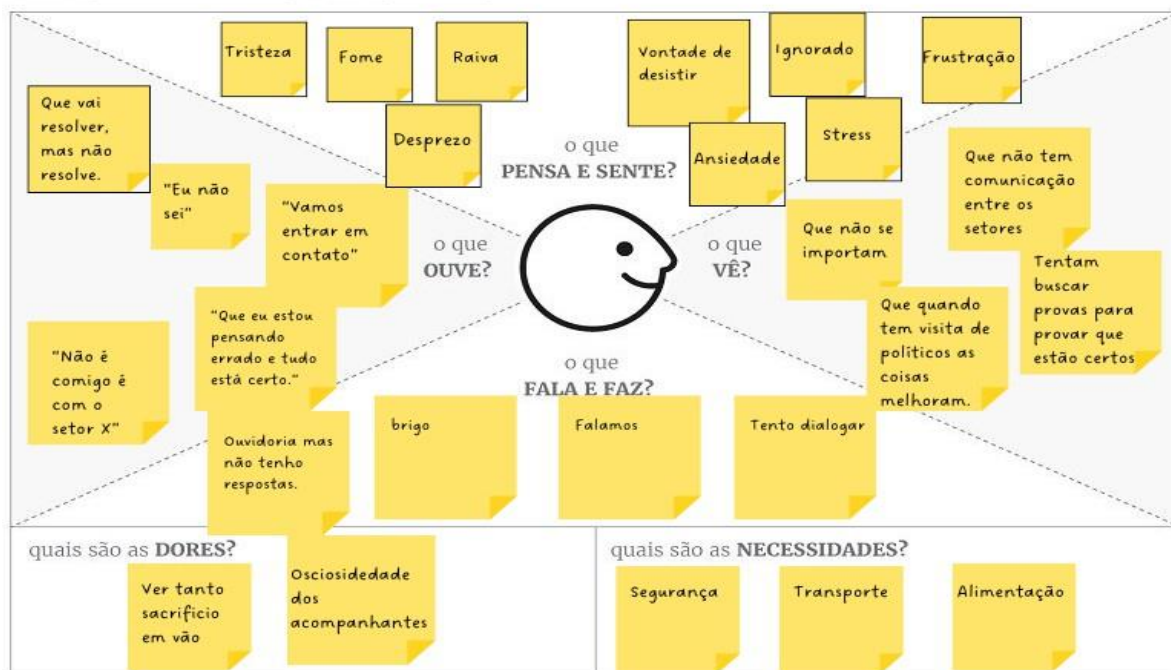 Tristeza
Fome
Raiva
Desprezo
Vontade de
desistir
Ignorado
Frustração
Ansiedade
Stress
o que
PENSA E SENTE?
Que vai
resolver,
mas não
resolve.
"Eu não
sei"
"Vamos
entrar em
contato"
o que
OUVE?
"Que eu estou
pensando
errado e tudo
está certo."
"Não é
comigo é
com o
setor X"
o que
VÊ?
Que não se
importam
Que não tem
comunicação
entre os
setores
Tentam
buscar
provas para
provar que
estão certos
Que quando
tem visita de
políticos as
coisas
melhoram.
o que
FALA E FAZ?
Ouvidoria mas
não tenho
respostas.
brigo
Falamos
Tento dialogar
quais são as DORES?
Ver tanto
sacrificio
em vão
Osciosidedade
dos
acompanhantes
quais são as NECESSIDADES?
Segurança
Transporte
Alimentação